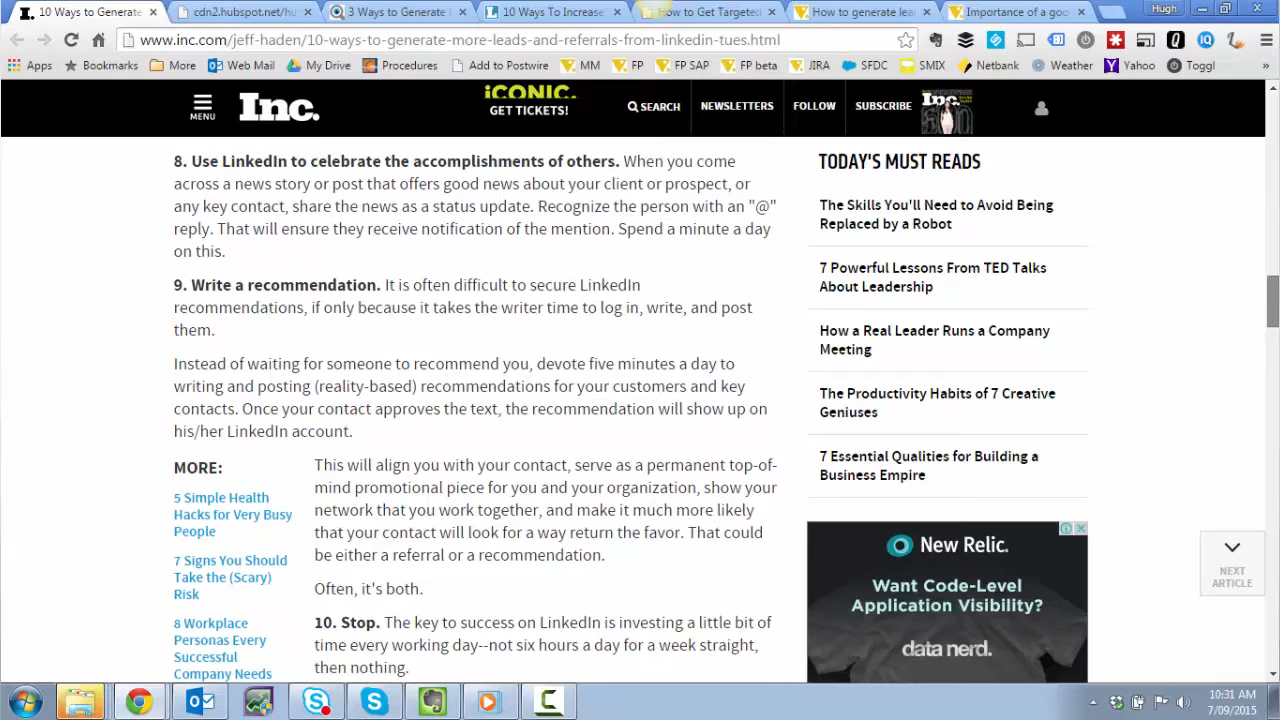 10 Ways to Generate
cdn2.hubspot.net/hu
3 Ways to Generate
10 Ways To Increase
How to Get Targeted
How to generate lea
Importance of a goo
Hugh
www.inc.com/jeff-haden/10-ways-to-generate-more-leads-and-referrals-from-linkedin-tues.html
Apps
Bookmarks
More
Web Mail
My Drive
Procedures
Add to Postwire
MM
FP
FP SAP
FP beta
JIRA
SFDC
SMIX
Netbank
Weather
Yahoo
Toggl
MENU
Inc.
iCONIC.
GET TICKETS!
SEARCH
NEWSLETTERS
FOLLOW
SUBSCRIBE
Inc.
8. Use LinkedIn to celebrate the accomplishments of others. When you come
across a news story or post that offers good news about your client or prospect, or
any key contact, share the news as a status update. Recognize the person with an "@"
reply. That will ensure they receive notification of the mention. Spend a minute a day
on this.
9. Write a recommendation. It is often difficult to secure LinkedIn
recommendations, if only because it takes the writer time to log in, write, and post
them.
Instead of waiting for someone to recommend you, devote five minutes a day to
writing and posting (reality-based) recommendations for your customers and key
contacts. Once your contact approves the text, the recommendation will show up on
his/her LinkedIn account.
MORE:
5 Simple Health
Hacks for Very Busy
People
7 Signs You Should
Take the (Scary)
Risk
8 Workplace
Personas Every
Successful
Company Needs
This will align you with your contact, serve as a permanent top-of-
mind promotional piece for you and your organization, show your
network that you work together, and make it much more likely
that your contact will look for a way return the favor. That could
be either a referral or a recommendation.
Often, it's both.
10. Stop. The key to success on LinkedIn is investing a little bit of
time every working day--not six hours a day for a week straight,
then nothing.
TODAY'S MUST READS
The Skills You'll Need to Avoid Being
Replaced by a Robot
7 Powerful Lessons From TED Talks
About Leadership
How a Real Leader Runs a Company
Meeting
The Productivity Habits of 7 Creative
Geniuses
7 Essential Qualities for Building a
Business Empire
New Relic.
Want Code-Level
Application Visibility?
data nerd.
NEXT
ARTICLE
10:31 AM
7/09/2015